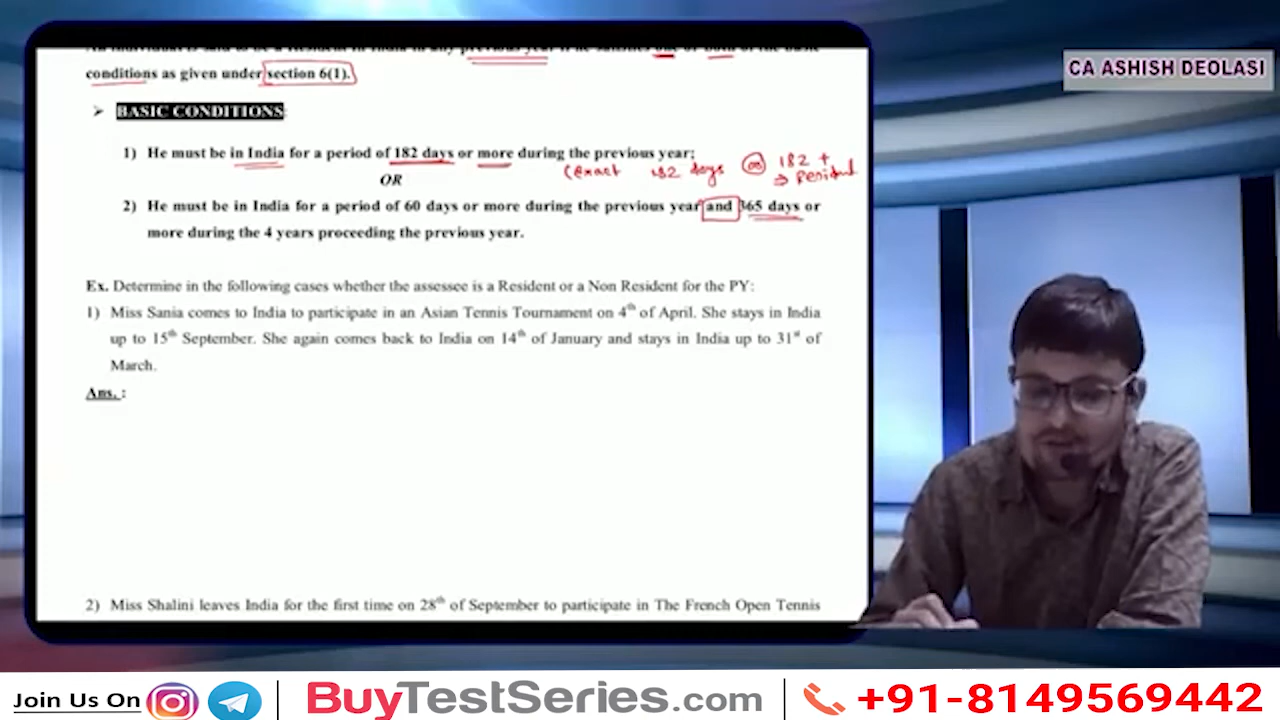 conditions as given under section 6(1).
CA ASHISH DEOLASI
➢ BASIC CONDITIONS
1) He must be in India for a period of 182 days or more during the previous year;
(exact 182 days or 182 +
⇒ Resident
OR
2) He must be in India for a period of 60 days or more during the previous year and 365 days or
more during the 4 years proceeding the previous year.
Ex. Determine in the following cases whether the assessee is a Resident or a Non Resident for the PY:
1) Miss Sania comes to India to participate in an Asian Tennis Tournament on 4th of April. She stays in India
up to 15th September. She again comes back to India on 14th of January and stays in India up to 31st of
March.
Ans. :
2) Miss Shalini leaves India for the first time on 28th of September to participate in The French Open Tennis
Join Us On
BuyTestSeries.com
+91-8149569442